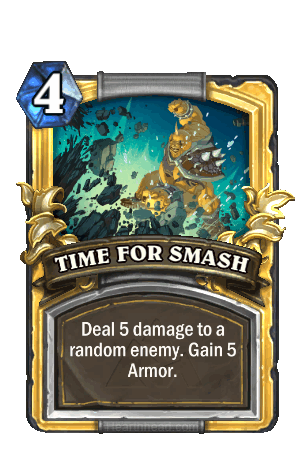 4
TIME FOR SMASH
Deal 5 damage to a
random enemy. Gain 5
Armor.